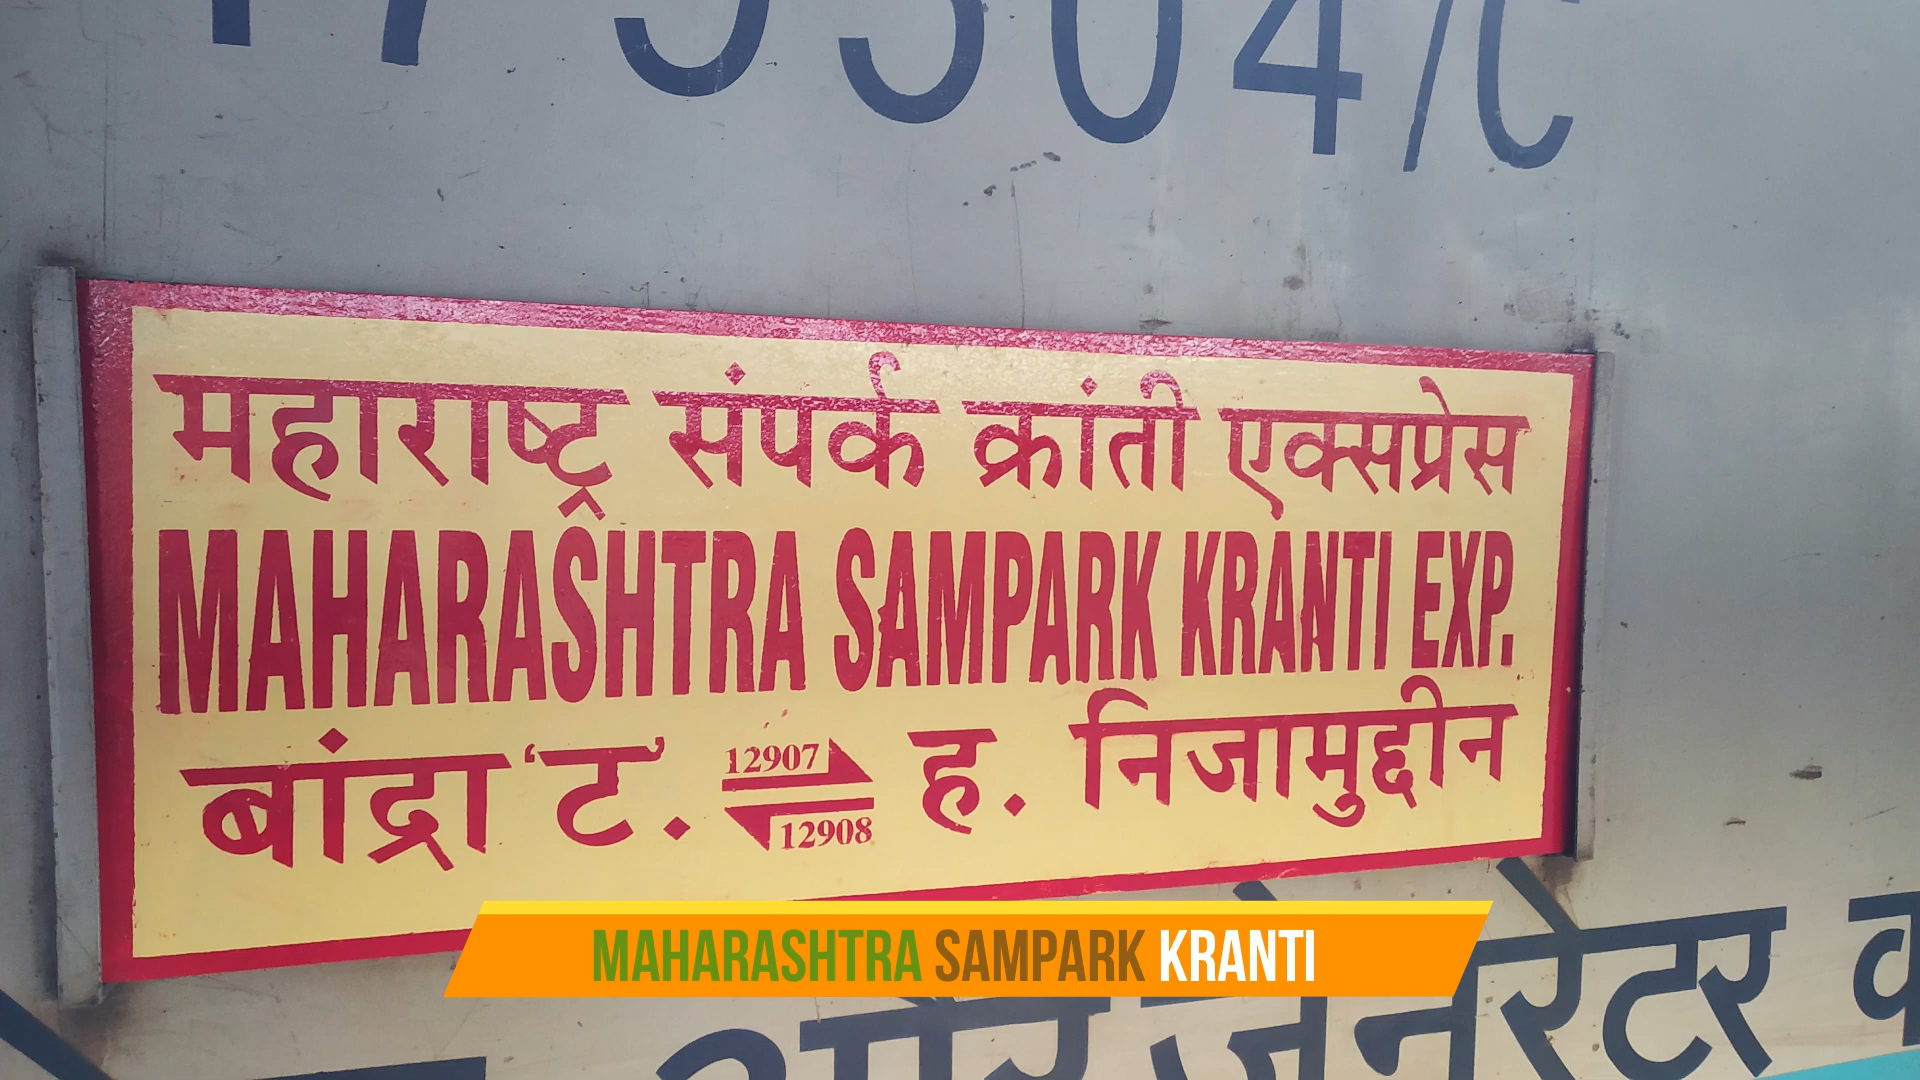 महाराष्ट्र संपर्क क्रांती एक्सप्रेस
MAHARASHTRA SAMPARK KRANTI EXP.
बांद्रा ‘ट’. 12907 ह. निजामुद्दीन
12908
MAHARASHTRA SAMPARK KRANTI